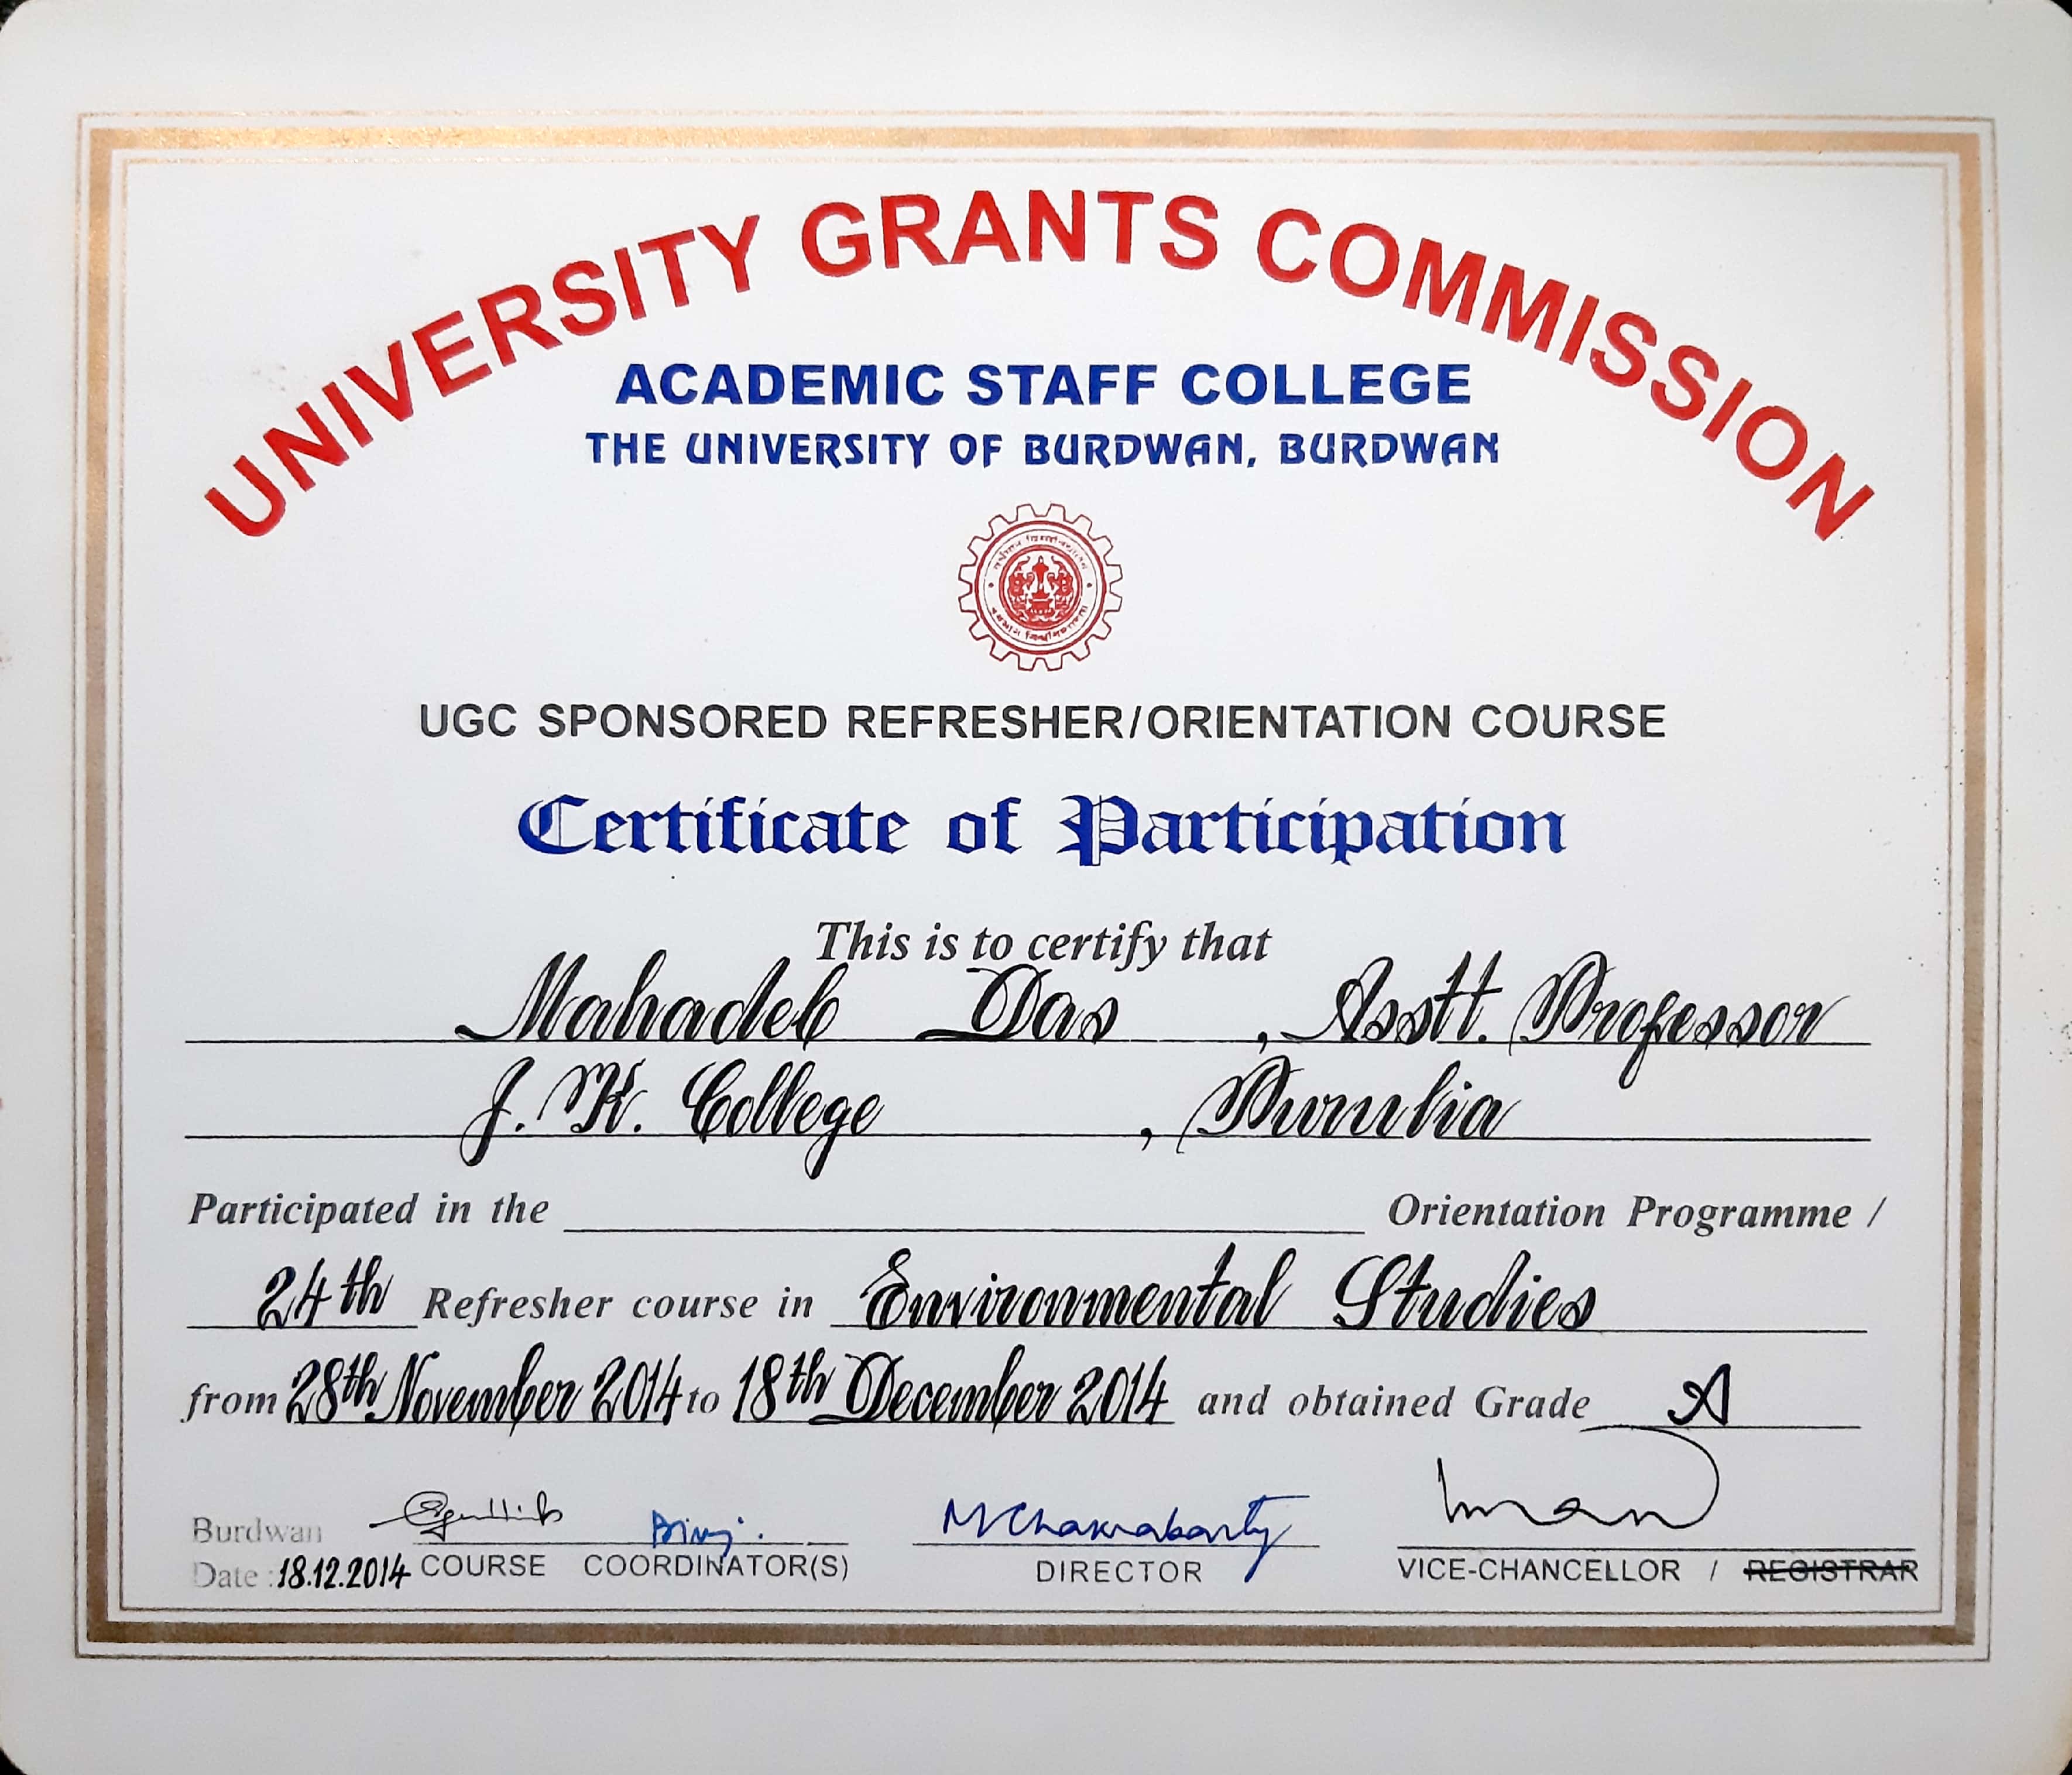 UNIVERSITY GRANTS COMMISSION
ACADEMIC STAFF COLLEGE
THE UNIVERSITY OF BURDWAN, BURDWAN
UGC SPONSORED REFRESHER/ORIENTATION COURSE
Certificate of Participation
This is to certify that
Mahadeb Das, Asstt. Professor
J. K. College, Purulia
Participated in the Orientation Programme /
24th Refresher course in Environmental Studies
from 28th November 2014 to 18th December 2014 and obtained Grade A
MChakrabarty
Burdwan
Date : 18.12.2014 COURSE COORDINATOR(S) DIRECTOR VICE-CHANCELLOR / REGISTRAR